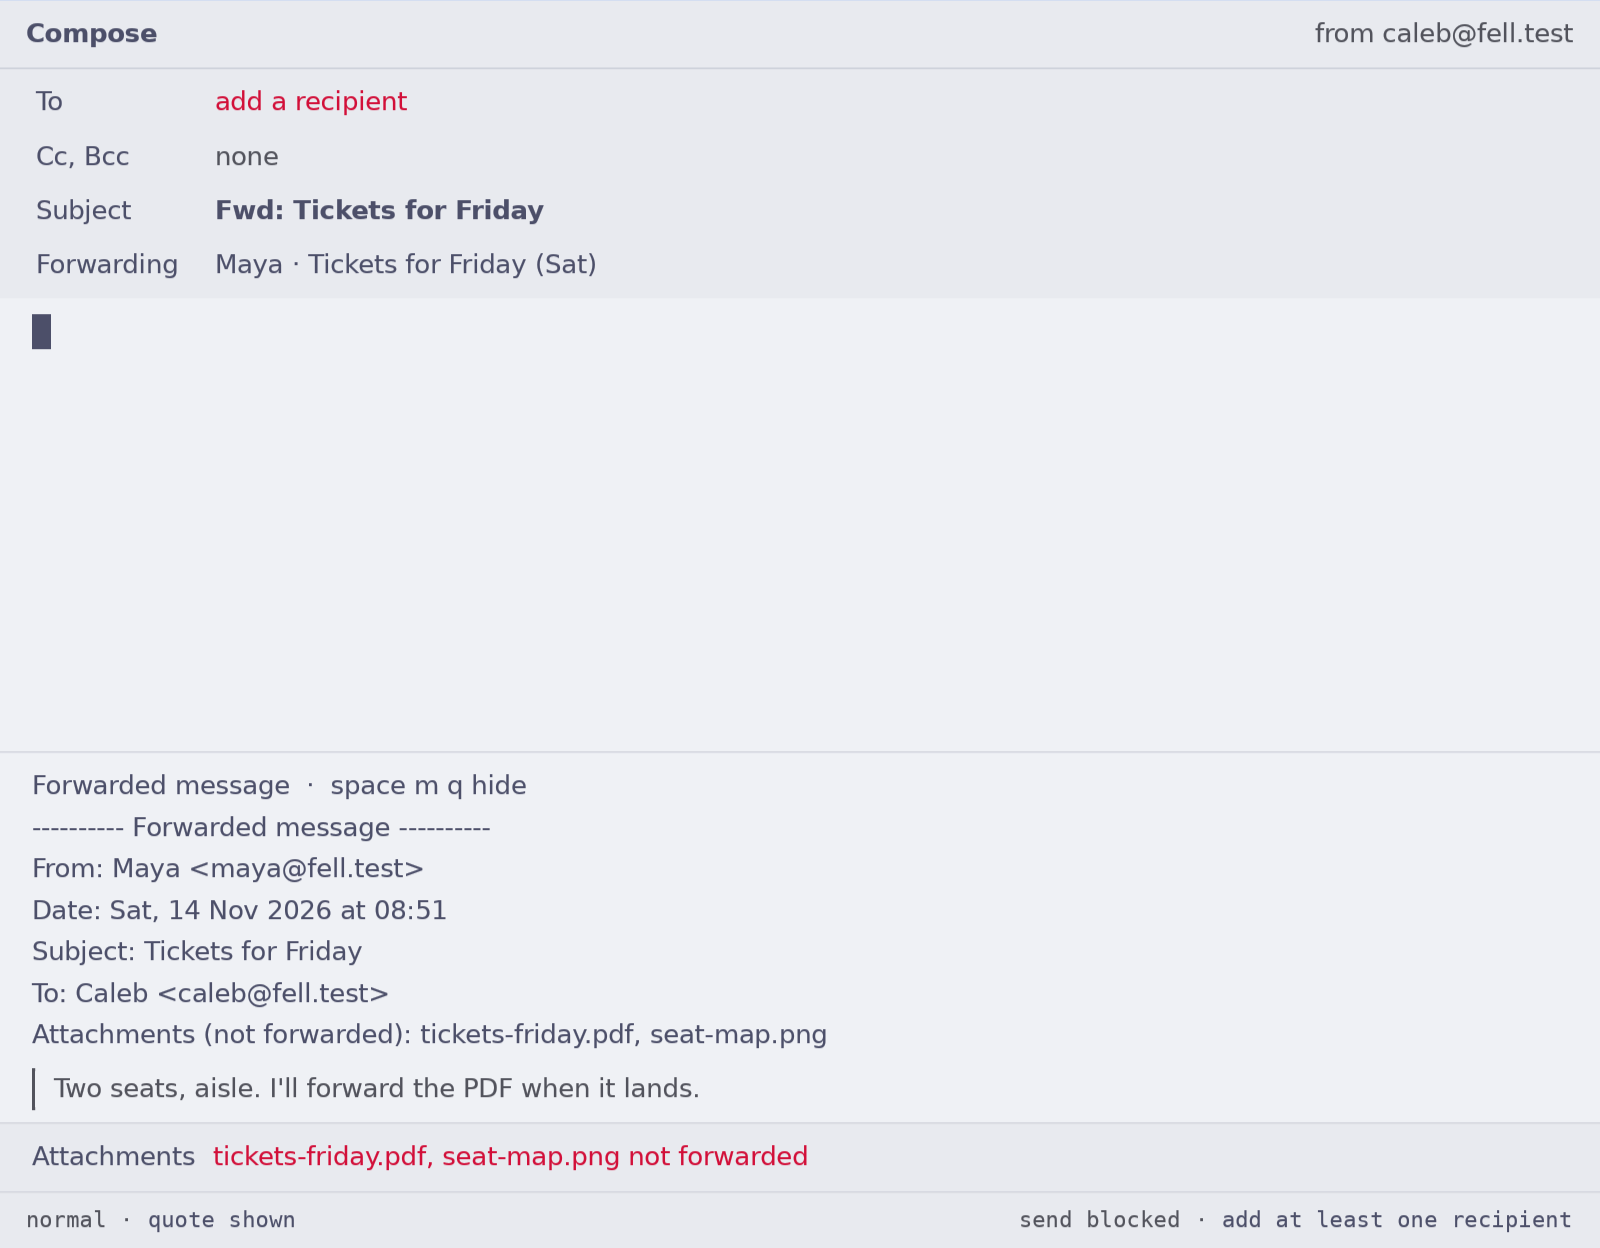 Compose from caleb@fell.test
To add a recipient
Cc, Bcc none
Subject Fwd: Tickets for Friday
Forwarding Maya · Tickets for Friday (Sat)
Forwarded message · space m q hide
---------- Forwarded message ----------
From: Maya <maya@fell.test>
Date: Sat, 14 Nov 2026 at 08:51
Subject: Tickets for Friday
To: Caleb <caleb@fell.test>
Attachments (not forwarded): tickets-friday.pdf, seat-map.png
Two seats, aisle. I'll forward the PDF when it lands.
Attachments tickets-friday.pdf, seat-map.png not forwarded
normal · quote shown send blocked · add at least one recipient